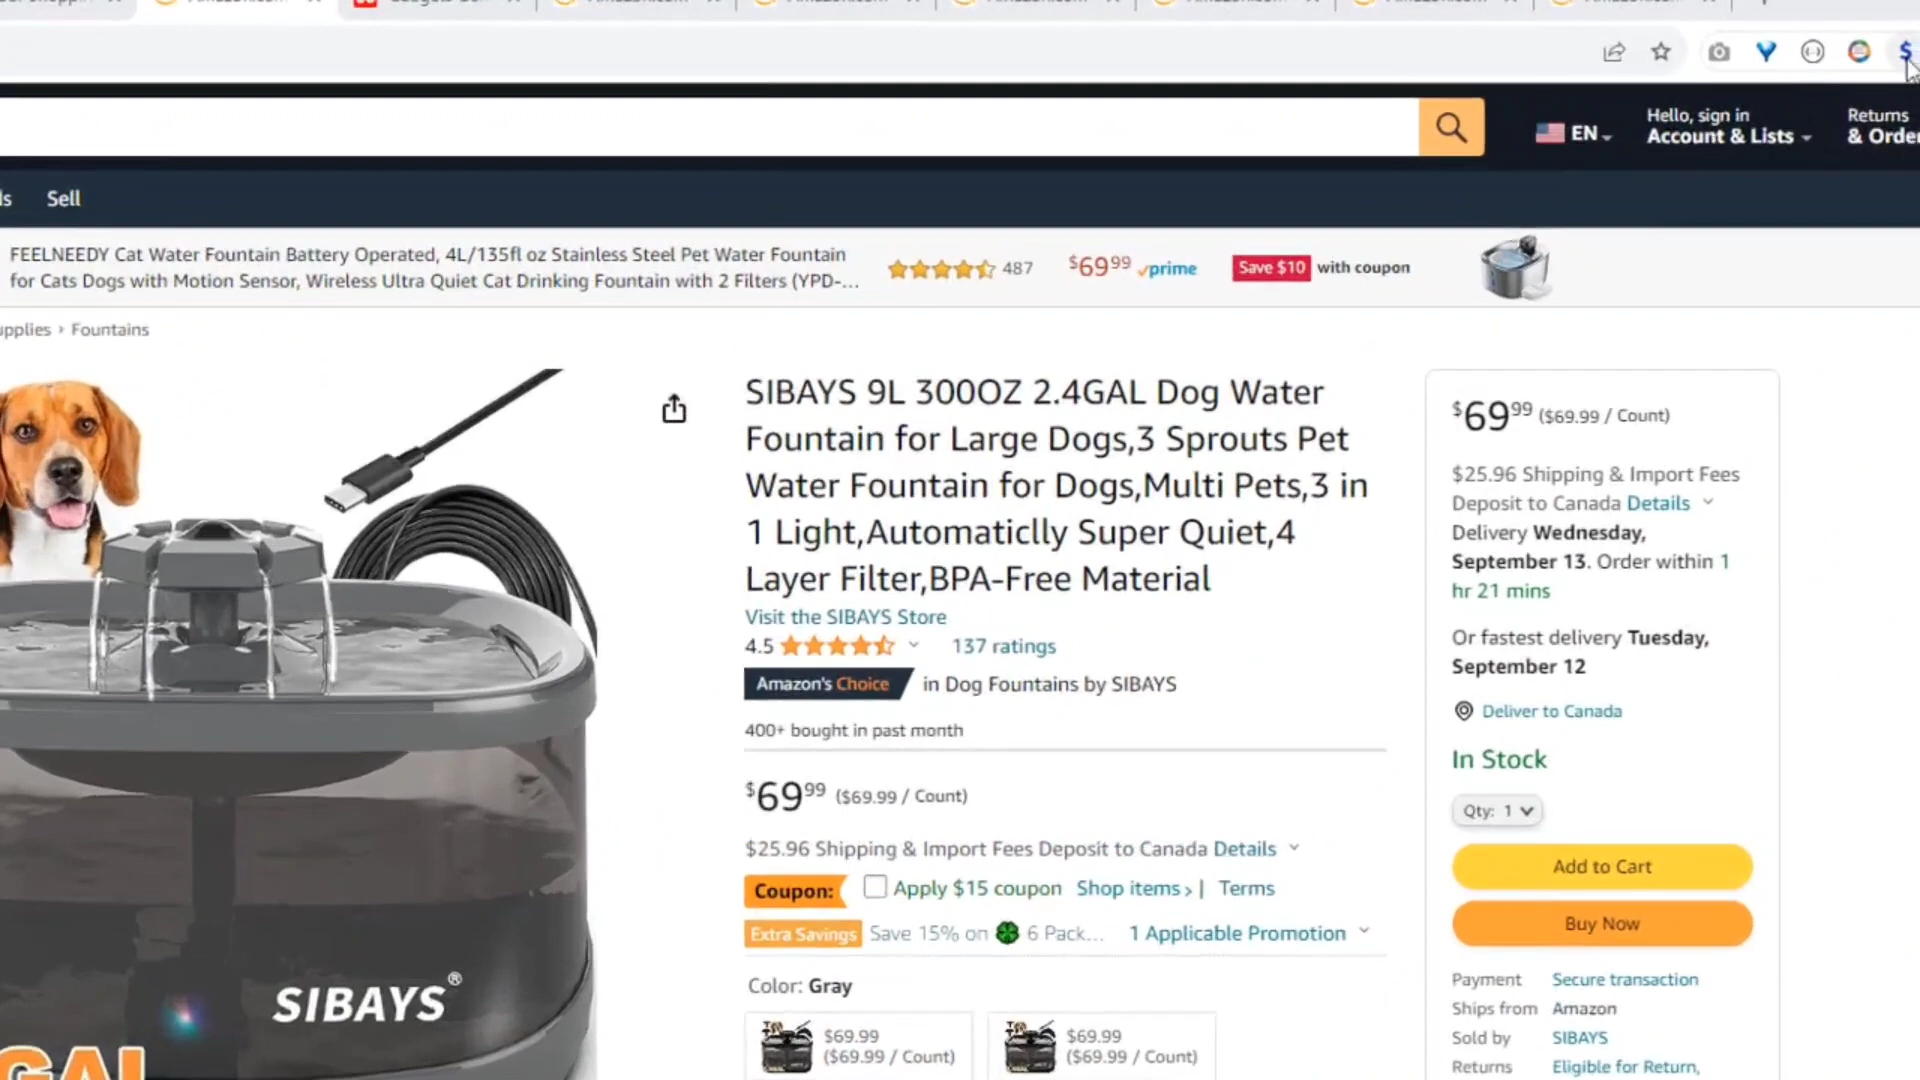 EN
Hello, sign in
Account & Lists
Returns
& Order
Sell
FEELNEEDY Cat Water Fountain Battery Operated, 4L/135fl oz Stainless Steel Pet Water Fountain
for Cats Dogs with Motion Sensor, Wireless Ultra Quiet Cat Drinking Fountain with 2 Filters (YPD-...
487
$69 99 prime
Save $10 with coupon
upplies › Fountains
SIBAYS 9L 300OZ 2.4GAL Dog Water
Fountain for Large Dogs,3 Sprouts Pet
Water Fountain for Dogs,Multi Pets,3 in
1 Light,Automaticlly Super Quiet,4
Layer Filter,BPA-Free Material
Visit the SIBAYS Store
4.5 137 ratings
Amazon's Choice in Dog Fountains by SIBAYS
400+ bought in past month
$69 99 ($69.99 / Count)
$25.96 Shipping & Import Fees Deposit to Canada Details
Coupon: Apply $15 coupon Shop items › | Terms
Extra Savings Save 15% on 🍀 6 Pack... 1 Applicable Promotion
Color: Gray
$69.99
($69.99 / Count)
$69.99
($69.99 / Count)
SIBAYS®
GAL
$69 99 ($69.99 / Count)
$25.96 Shipping & Import Fees
Deposit to Canada Details
Delivery Wednesday,
September 13. Order within 1
hr 21 mins
Or fastest delivery Tuesday,
September 12
Deliver to Canada
In Stock
Qty: 1
Add to Cart
Buy Now
Payment Secure transaction
Ships from Amazon
Sold by SIBAYS
Returns Eligible for Return,